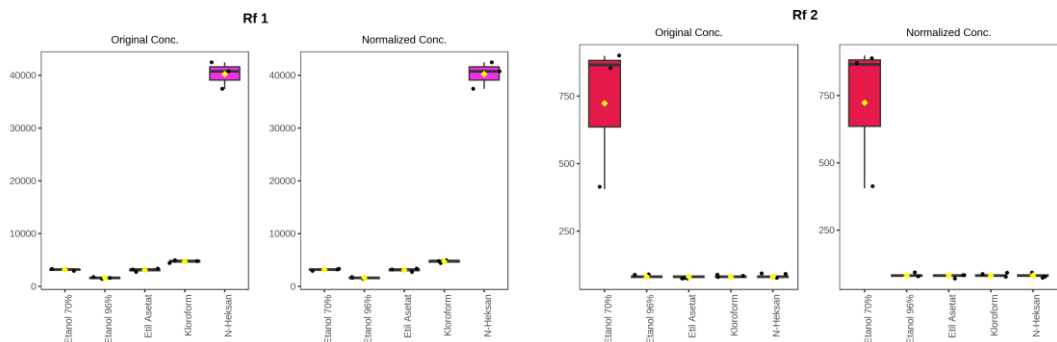 Rf 1
Original Conc.
Normalized Conc.
40000
30000
20000
10000
0
40000
30000
20000
10000
0
Etanol 70%
Etanol 96%
Etil Asetat
Kloroform
N-Heksan
Etanol 70%
Etanol 96%
Etil Asetat
Kloroform
N-Heksan
Rf 2
Original Conc.
Normalized Conc.
750
500
250
750
500
250
Etanol 70%
Etanol 96%
Etil Asetat
Kloroform
N-Heksan
Etanol 70%
Etanol 96%
Etil Asetat
Kloroform
N-Heksan